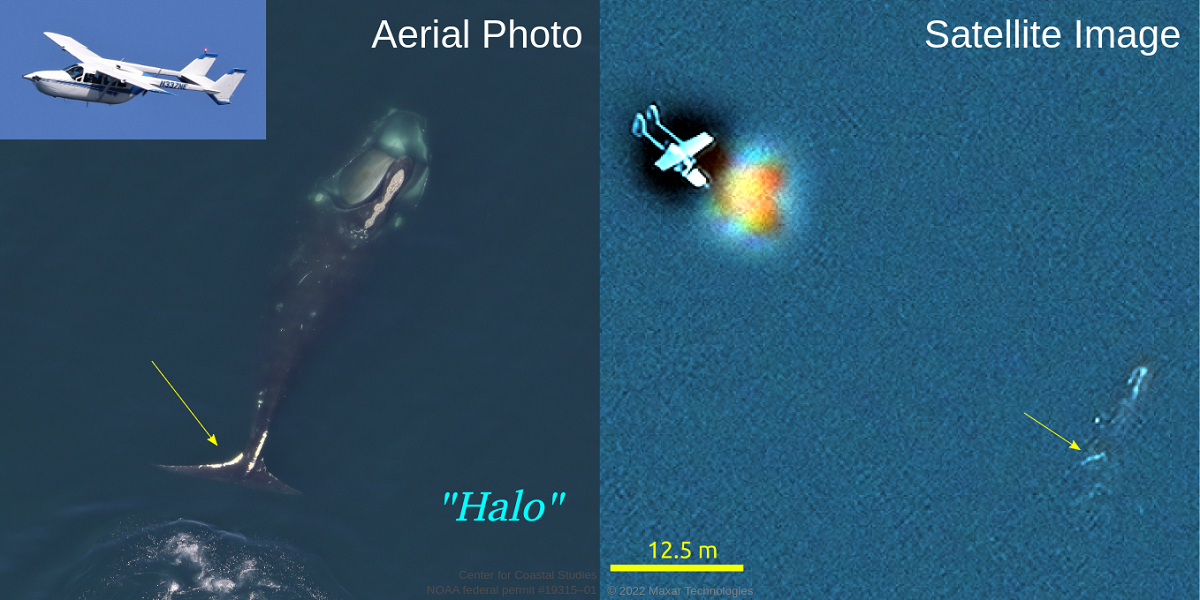 Aerial Photo
N337NE
"Halo"
Center for Coastal Studies
NOAA federal permit #19315–01
Satellite Image
12.5 m
© 2022 Maxar Technologies